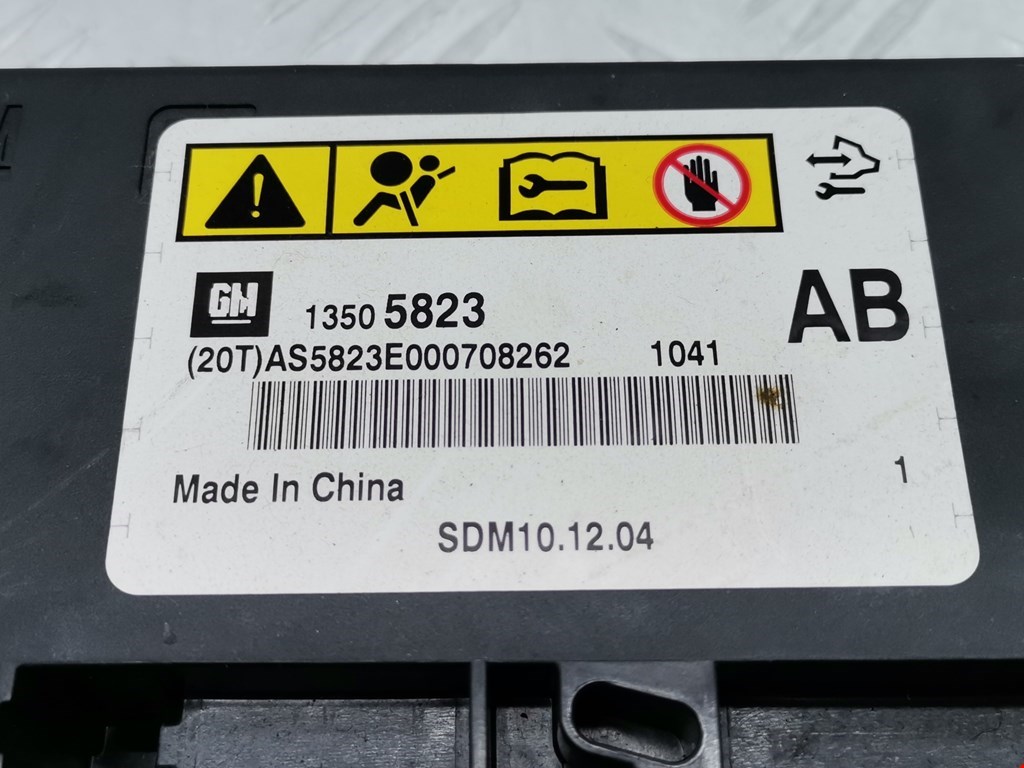 GM 1350 5823 AB
(20T)AS5823E000708262 1041
Made In China
1
SDM10.12.04